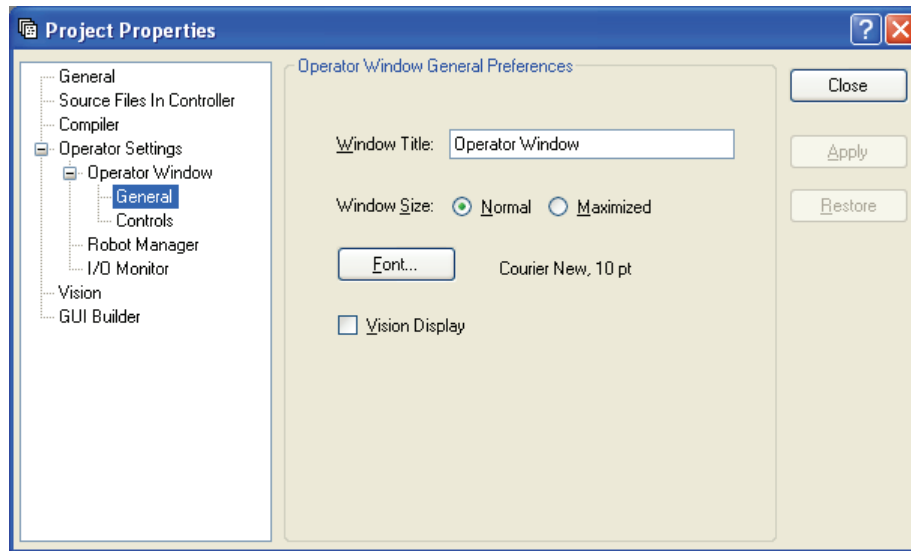 Project Properties
General
Source Files In Controller
Compiler
Operator Settings
Operator Window
General
Controls
Robot Manager
I/O Monitor
Vision
GUI Builder
Operator Window General Preferences
Window Title: Operator Window
Window Size: Normal Maximized
Font... Courier New, 10 pt
Vision Display
Close
Apply
Restore